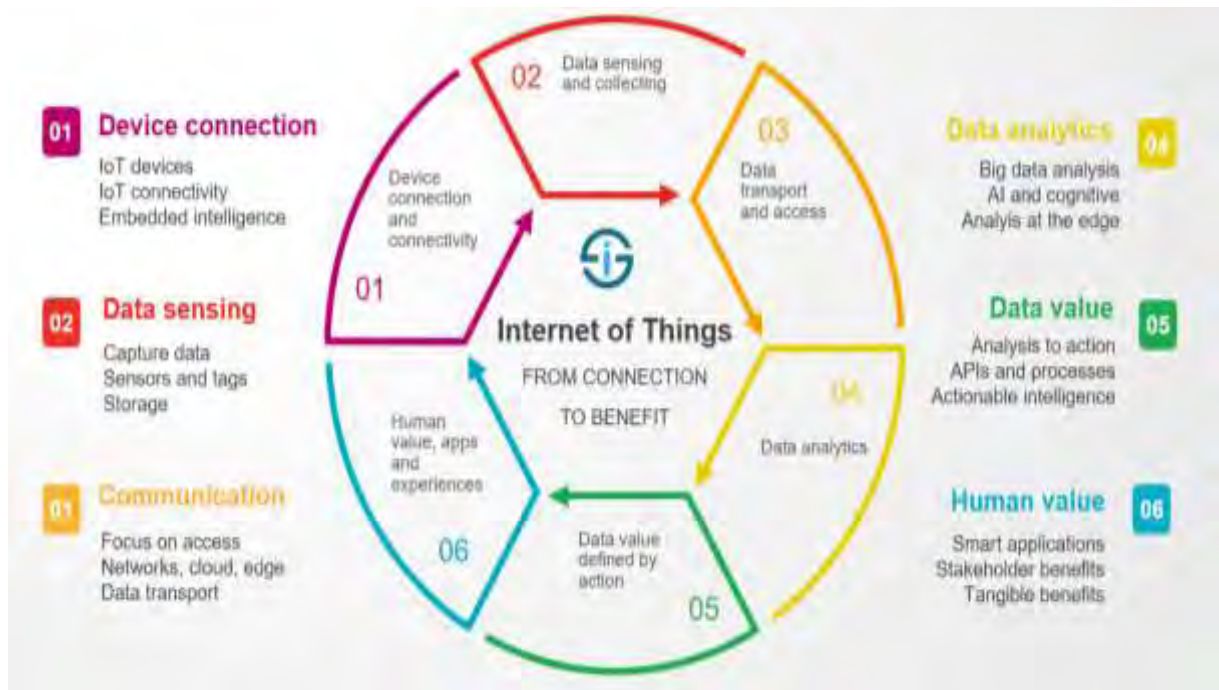 01 Device connection
IoT devices
IoT connectivity
Embedded intelligence
02 Data sensing
Capture data
Sensors and tags
Storage
01 Communication
Focus on access
Networks, cloud, edge
Data transport
02 Data sensing
and collecting
03
Data
transport
and access
Device
connection
and
connectivity
01
Internet of Things
FROM CONNECTION
TO BENEFIT
04
Data analytics
Human
value, apps
and
experiences
06
Data value
defined by
action
05
Data analytics 04
Big data analysis
AI and cognitive
Analyis at the edge
Data value 05
Analysis to action
APIs and processes
Actionable intelligence
Human value 06
Smart applications
Stakeholder benefits
Tangible benefits